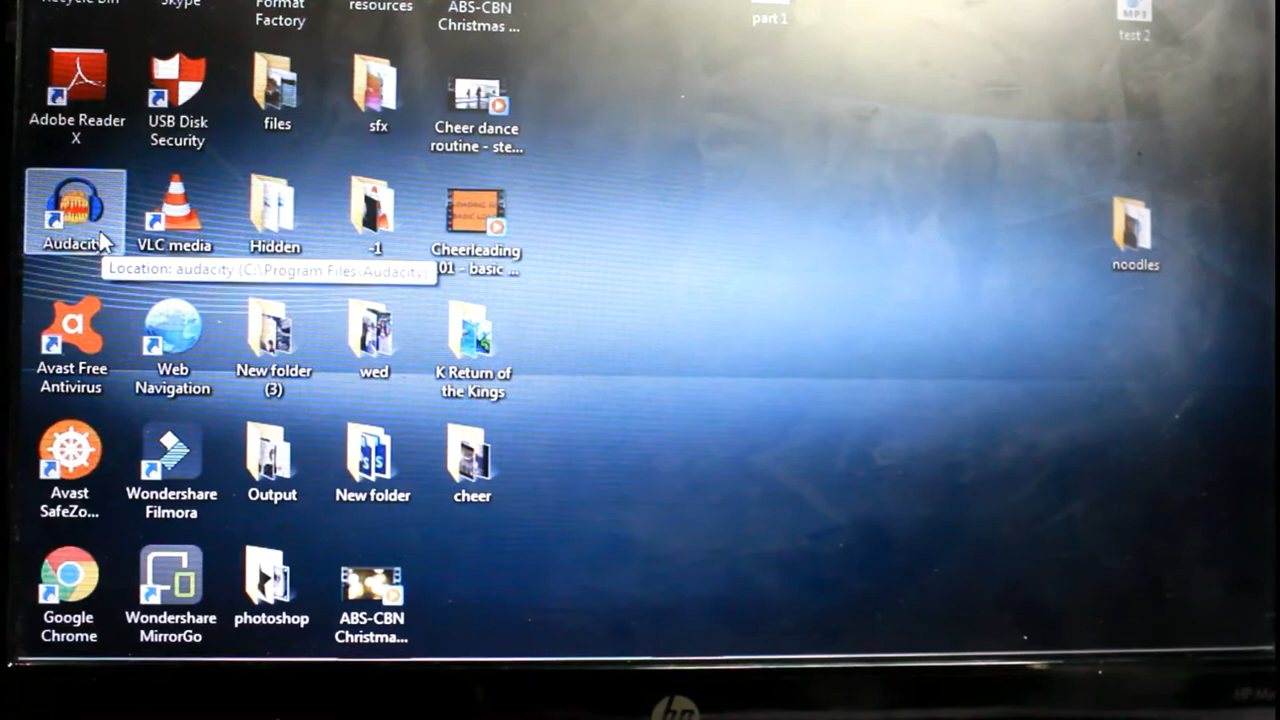 Recycle Bin
Skype
Format
Factory
resources
ABS-CBN
Christmas ...
part 1
MP3
test 2
Adobe Reader
X
USB Disk
Security
files
sfx
Cheer dance
routine - ste...
Audacity
VLC media
Hidden
-1
Cheerleading
101 - basic ...
noodles
Location: audacity (C:\Program Files\Audacity)
Avast Free
Antivirus
Web
Navigation
New folder
(3)
wed
K Return of
the Kings
Avast
SafeZo...
Wondershare
Filmora
Output
New folder
cheer
Google
Chrome
Wondershare
MirrorGo
photoshop
ABS-CBN
Christma...
hp